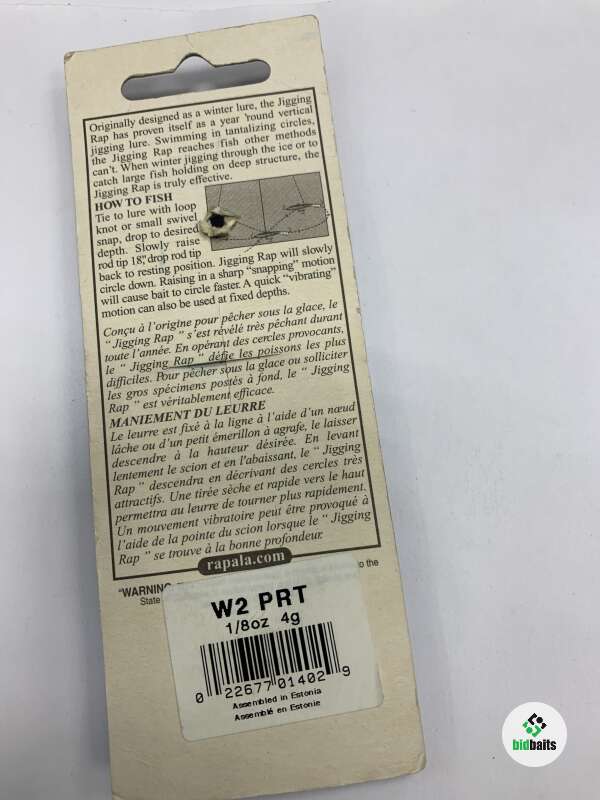 Originally designed as a winter lure, the Jigging
Rap has proven itself as a year 'round vertical
jigging lure. Swimming in tantalizing circles,
the Jigging Rap reaches fish other methods
can't. When winter jigging through the ice or to
catch large fish holding on deep structure, the
Jigging Rap is truly effective.
HOW TO FISH
Tie to lure with loop
knot or small swivel
snap, drop to desired
depth. Slowly raise
rod tip 18", drop rod tip
back to resting position. Jigging Rap will slowly
circle down. Raising in a sharp "snapping" motion
will cause bait to circle faster. A quick "vibrating"
motion can also be used at fixed depths.
Conçu à l'origine pour pêcher sous la glace, le
" Jigging Rap " s'est révélé très pêchant durant
toute l'année. En opérant des cercles provocants,
le " Jigging Rap " défie les poissons les plus
difficiles. Pour pêcher sous la glace ou solliciter
les gros spécimens postés à fond, le " Jigging
Rap " est véritablement efficace.
MANIEMENT DU LEURRE
Le leurre est fixé à la ligne à l'aide d'un nœud
lâche ou d'un petit émerillon à agrafe, le laisser
descendre à la hauteur désirée. En levant
lentement le scion et en l'abaissant, le " Jigging
Rap " descendra en décrivant des cercles très
attractifs. Une tirée sèche et rapide vers le haut
permettra au leurre de tourner plus rapidement.
Un mouvement vibratoire peut être provoqué à
l'aide de la pointe du scion lorsque le " Jigging
Rap " se trouve à la bonne profondeur.
rapala.com
"WARNING to the
State
W2 PRT
1/8oz 4g
0 22677 01402 9
Assembled in Estonia
Assemblé en Estonie
bidbaits